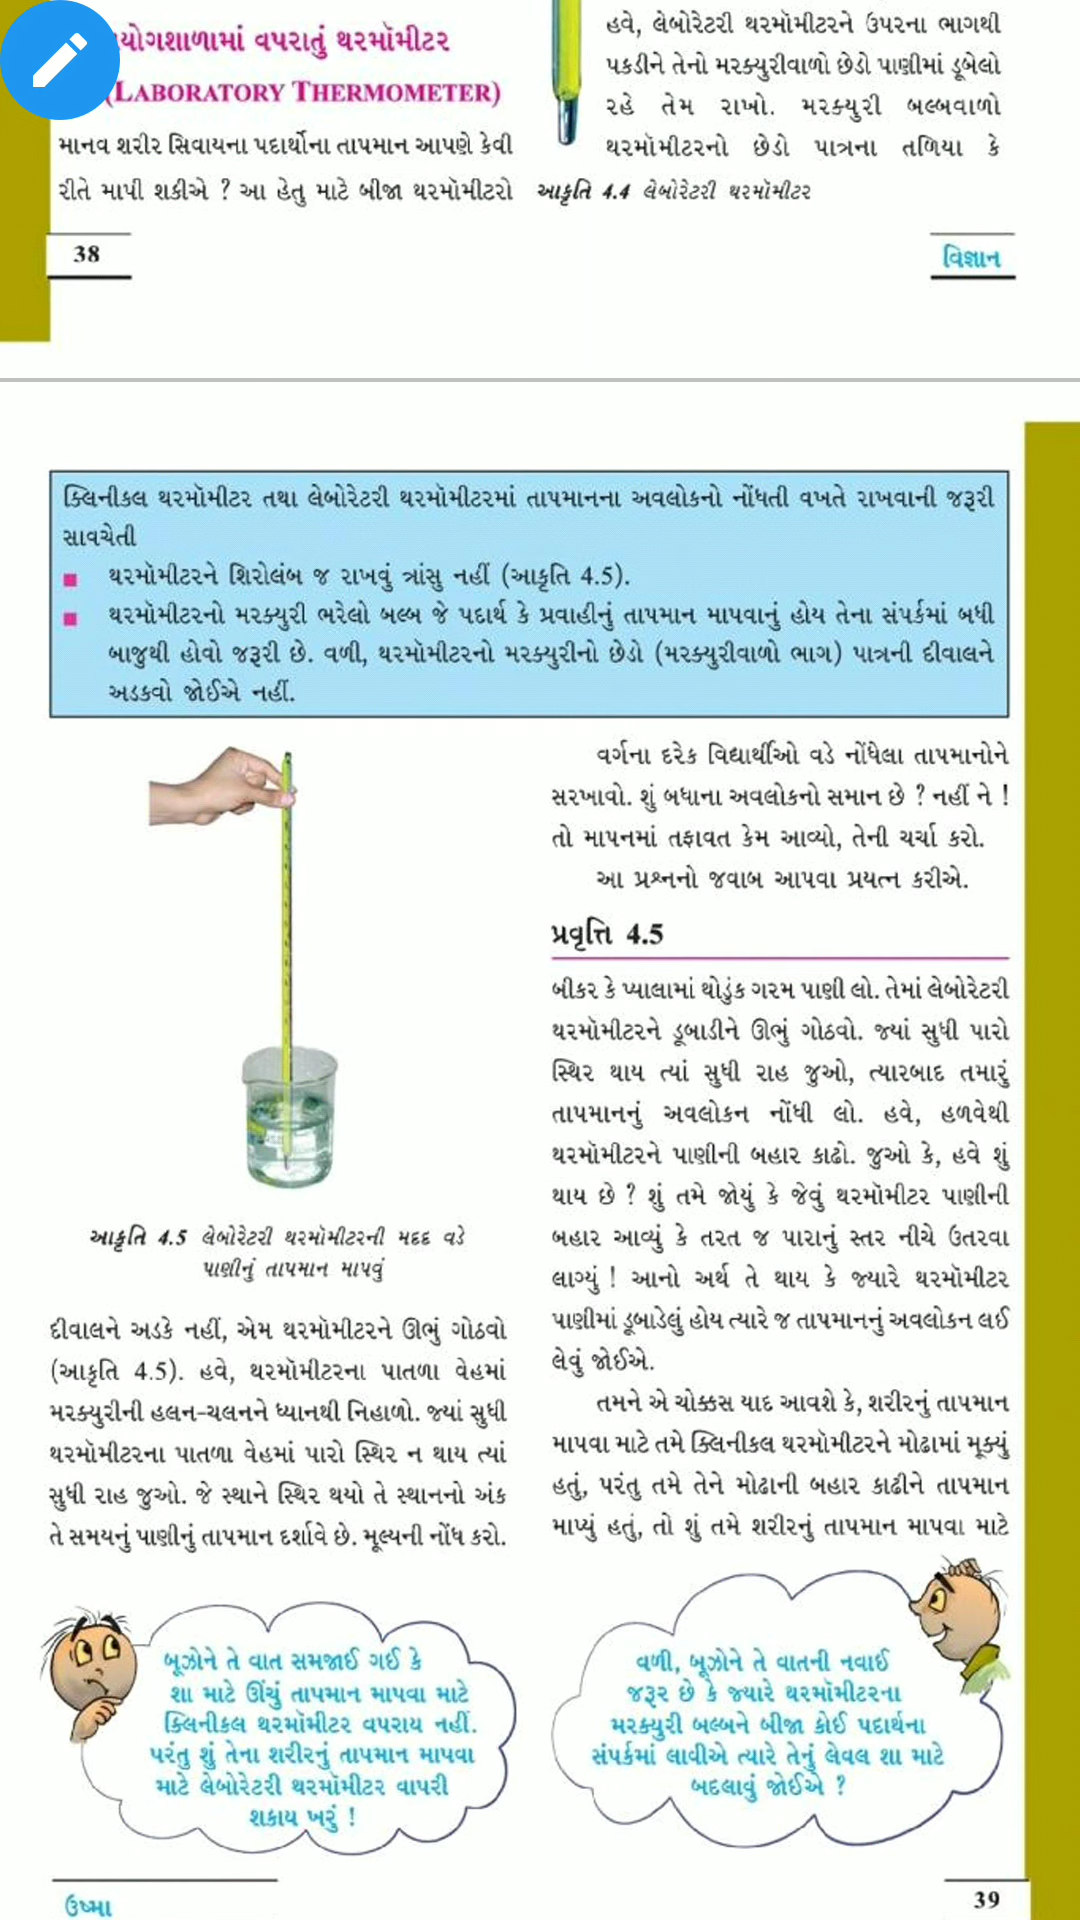 યોગશાળામાં વપરાતું થરમૉમીટર
(LABORATORY THERMOMETER)
માનવ શરીર સિવાયના પદાર્થોના તાપમાન આપણે કેવી
રીતે માપી શકીએ ? આ હેતુ માટે બીજા થરમૉમીટરો
હવે, લેબોરેટરી થરમૉમીટરને ઉપરના ભાગથી
પકડીને તેનો મરક્યુરીવાળો છેડો પાણીમાં ડૂબેલો
રહે તેમ રાખો. મરક્યુરી બલ્બવાળો
થરમૉમીટરનો છેડો પાત્રના તળિયા કે
આકૃતિ 4.4 લેબોરેટરી થરમૉમીટર
38
વિજ્ઞાન
ક્લિનીકલ થરમૉમીટર તથા લેબોરેટરી થરમૉમીટરમાં તાપમાનના અવલોકનો નોંધતી વખતે રાખવાની જરૂરી
સાવચેતી
■ થરમૉમીટરને શિરોલંબ જ રાખવું ત્રાંસુ નહીં (આકૃતિ 4.5).
■ થરમૉમીટરનો મરક્યુરી ભરેલો બલ્બ જે પદાર્થ કે પ્રવાહીનું તાપમાન માપવાનું હોય તેના સંપર્કમાં બધી
બાજુથી હોવો જરૂરી છે. વળી, થરમૉમીટરનો મરક્યુરીનો છેડો (મરક્યુરીવાળો ભાગ) પાત્રની દીવાલને
અડકવો જોઈએ નહીં.
આકૃતિ 4.5 લેબોરેટરી થરમૉમીટરની મદદ વડે
પાણીનું તાપમાન માપવું
દીવાલને અડકે નહીં, એમ થરમૉમીટરને ઊભું ગોઠવો
(આકૃતિ 4.5). હવે, થરમૉમીટરના પાતળા વેહમાં
મરક્યુરીની હલન-ચલનને ધ્યાનથી નિહાળો. જ્યાં સુધી
થરમૉમીટરના પાતળા વેહમાં પારો સ્થિર ન થાય ત્યાં
સુધી રાહ જુઓ. જે સ્થાને સ્થિર થયો તે સ્થાનનો અંક
તે સમયનું પાણીનું તાપમાન દર્શાવે છે. મૂલ્યની નોંધ કરો.
વર્ગના દરેક વિદ્યાર્થીઓ વડે નોંધેલા તાપમાનોને
સરખાવો. શું બધાના અવલોકનો સમાન છે ? નહીં ને !
તો માપનમાં તફાવત કેમ આવ્યો, તેની ચર્ચા કરો.
આ પ્રશ્નનો જવાબ આપવા પ્રયત્ન કરીએ.
પ્રવૃત્તિ 4.5
બીકર કે પ્યાલામાં થોડુંક ગરમ પાણી લો. તેમાં લેબોરેટરી
થરમૉમીટરને ડૂબાડીને ઊભું ગોઠવો. જ્યાં સુધી પારો
સ્થિર થાય ત્યાં સુધી રાહ જુઓ, ત્યારબાદ તમારું
તાપમાનનું અવલોકન નોંધી લો. હવે, હળવેથી
થરમૉમીટરને પાણીની બહાર કાઢો. જુઓ કે, હવે શું
થાય છે ? શું તમે જોયું કે જેવું થરમૉમીટર પાણીની
બહાર આવ્યું કે તરત જ પારાનું સ્તર નીચે ઉતરવા
લાગ્યું ! આનો અર્થ તે થાય કે જ્યારે થરમૉમીટર
પાણીમાં ડૂબાડેલું હોય ત્યારે જ તાપમાનનું અવલોકન લઈ
લેવું જોઈએ.
તમને એ ચોક્કસ યાદ આવશે કે, શરીરનું તાપમાન
માપવા માટે તમે ક્લિનીકલ થરમૉમીટરને મોઢામાં મૂક્યું
હતું, પરંતુ તમે તેને મોઢાની બહાર કાઢીને તાપમાન
માપ્યું હતું, તો શું તમે શરીરનું તાપમાન માપવા માટે
બૂઝોને તે વાત સમજાઈ ગઈ કે
શા માટે ઊંચું તાપમાન માપવા માટે
ક્લિનીકલ થરમૉમીટર વપરાય નહીં.
પરંતુ શું તેના શરીરનું તાપમાન માપવા
માટે લેબોરેટરી થરમૉમીટર વાપરી
શકાય ખરું !
વળી, બૂઝોને તે વાતની નવાઈ
જરૂર છે કે જ્યારે થરમૉમીટરના
મરક્યુરી બલ્બને બીજા કોઈ પદાર્થના
સંપર્કમાં લાવીએ ત્યારે તેનું લેવલ શા માટે
બદલાવું જોઈએ ?
ઉષ્મા
39